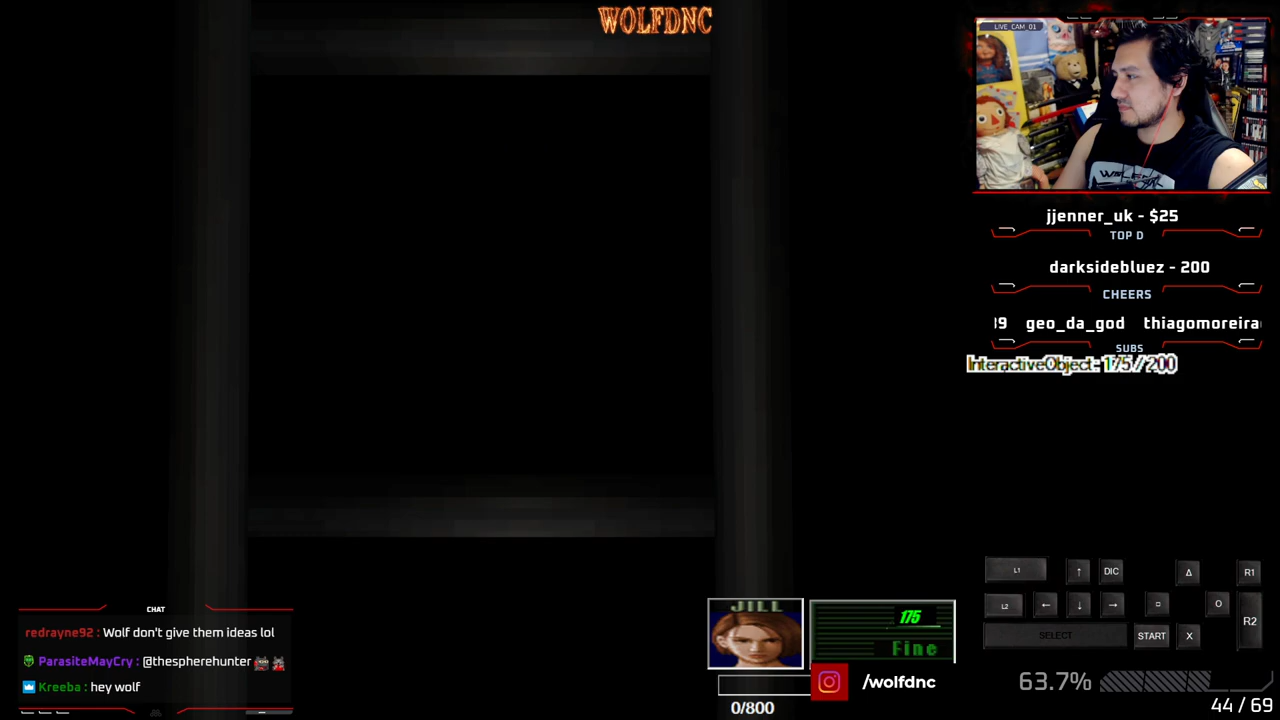 WOLFDNC
LIVE CAM 01
jjenner_uk - $25
TOP D
darksidebluez - 200
CHEERS
geo_da_god thiagomoreira
SUBS
InteractiveObject: 175 / 200
L1
↑
DIC
Δ
R1
L2
←
↓
→
O
R2
SELECT
START
X
JILL
175
Fine
/wolfdnc
0/800
63.7%
44 / 69
CHAT
redrayne92 : Wolf don't give them ideas lol
ParasiteMayCry : @thespherehunter
Kreeba : hey wolf